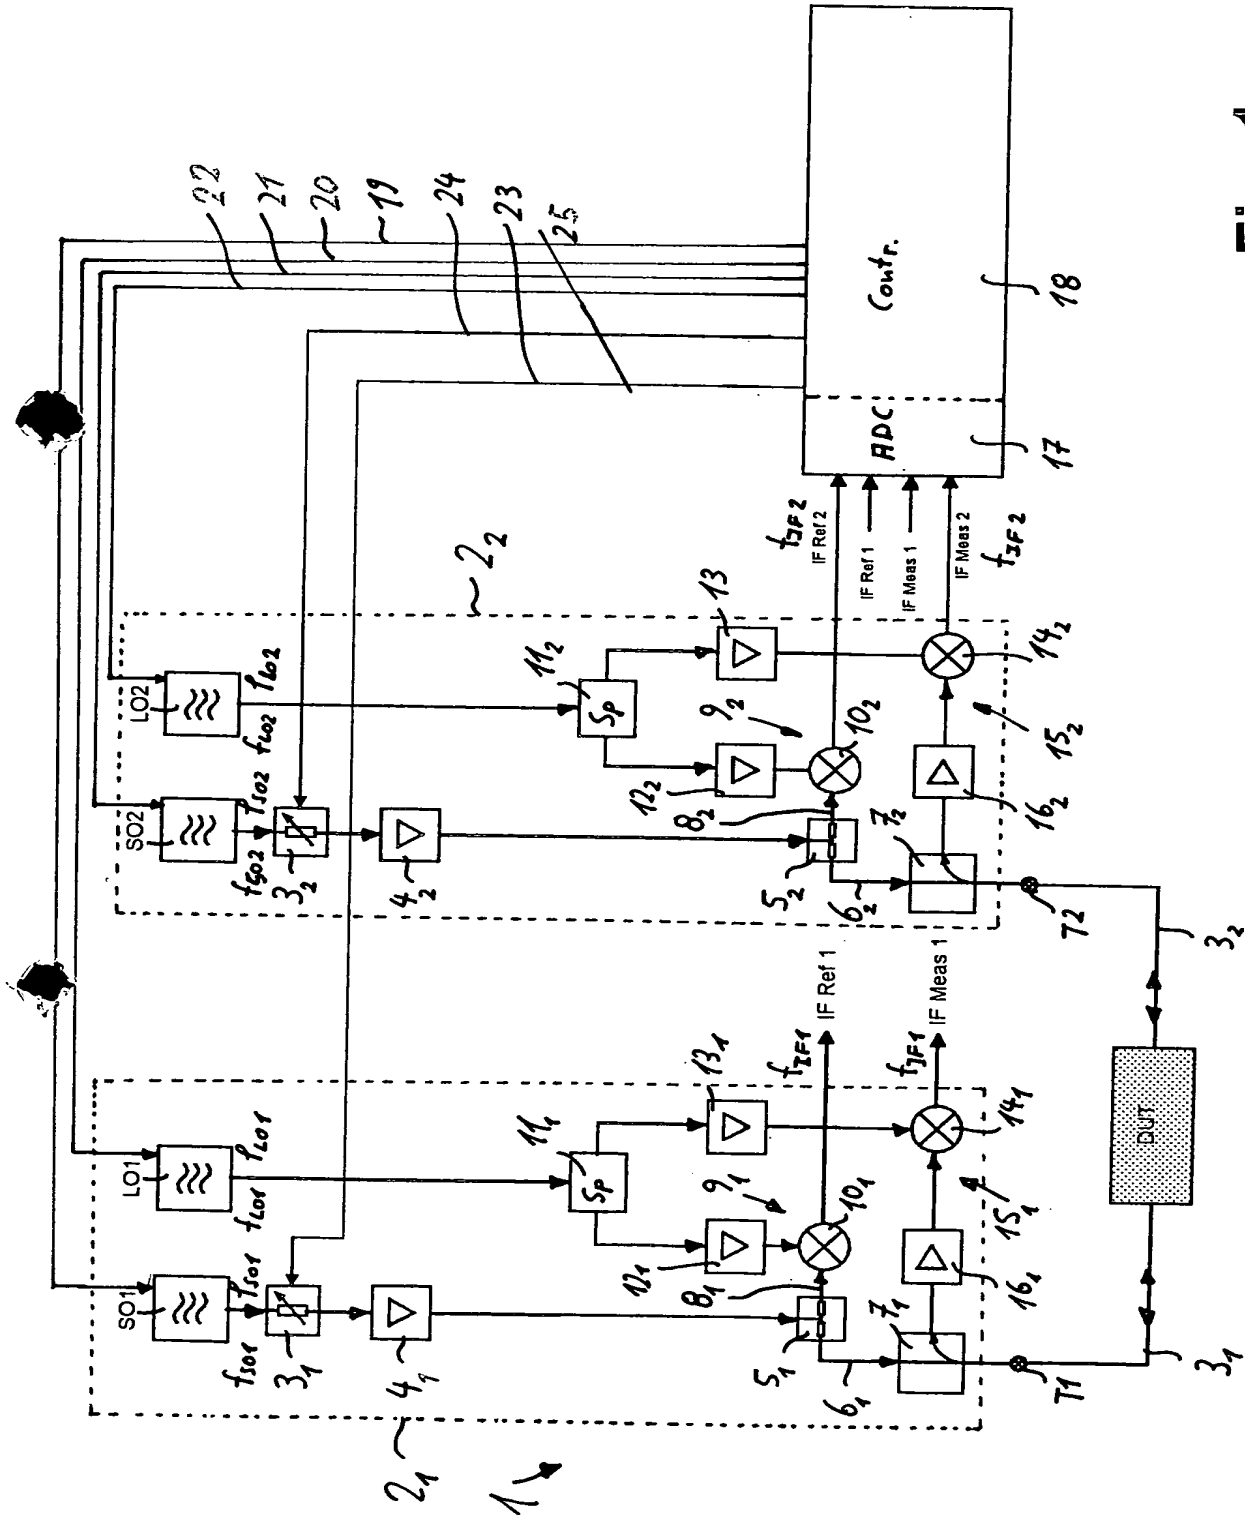 22
21
20
19
24
23
25
Contr.
18
ADC
17
2₂
LO2
f_LO2
P_LO2
SO2
f_SO2
P_SO2
3₂
4₂
Sp
11₂
12₂
13
9₂
10₂
8₂
5₂
6₂
7₂
16₂
15₂
14₂
f_IF2
IF Ref 2
IF Ref 1
IF Meas 1
IF Meas 2
f_IF2
T2
3₂
DUT
2₁
1
LO1
f_LO1
P_LO1
SO1
f_SO1
P_SO1
3₁
4₁
Sp
11₁
12₁
13₁
9₁
10₁
8₁
5₁
6₁
7₁
16₁
15₁
14₁
f_IF1
IF Ref 1
f_IF1
IF Meas 1
T1
3₁